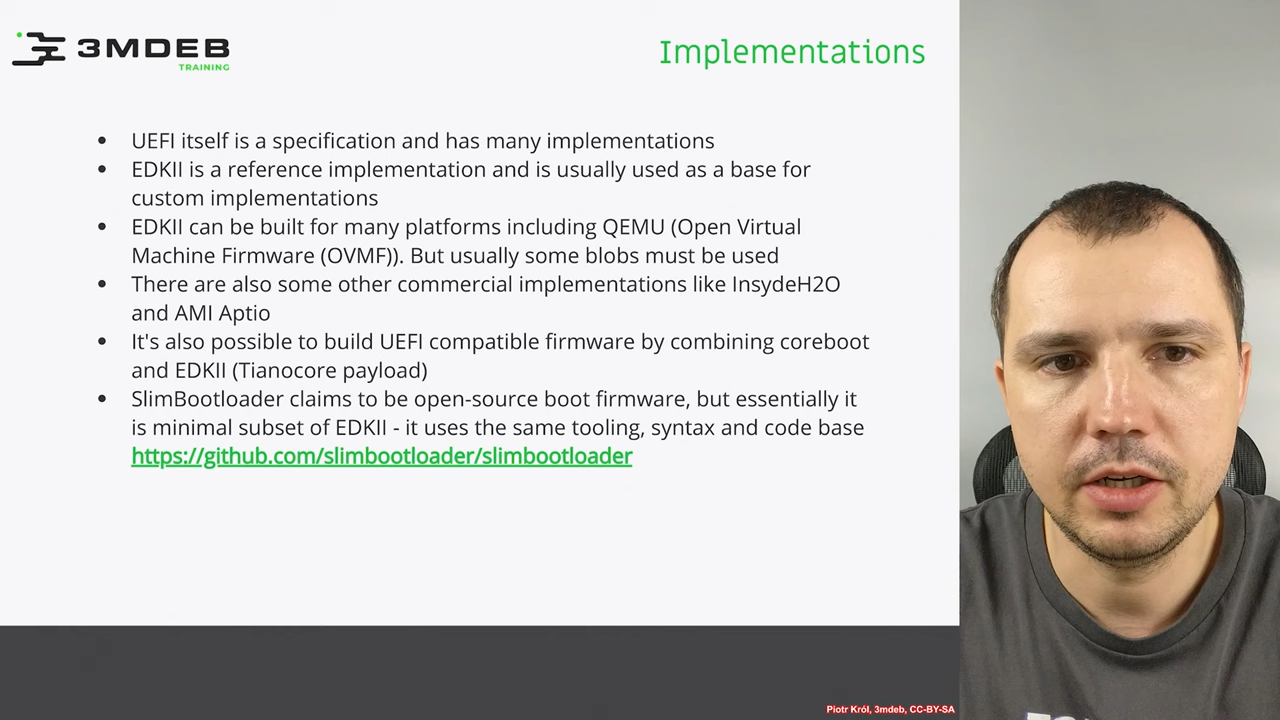 3MDEB
TRAINING
Implementations
• UEFI itself is a specification and has many implementations
• EDKII is a reference implementation and is usually used as a base for
custom implementations
• EDKII can be built for many platforms including QEMU (Open Virtual
Machine Firmware (OVMF)). But usually some blobs must be used
• There are also some other commercial implementations like InsydeH2O
and AMI Aptio
• It's also possible to build UEFI compatible firmware by combining coreboot
and EDKII (Tianocore payload)
• SlimBootloader claims to be open-source boot firmware, but essentially it
is minimal subset of EDKII - it uses the same tooling, syntax and code base
https://github.com/slimbootloader/slimbootloader
Piotr Król, 3mdeb, CC-BY-SA